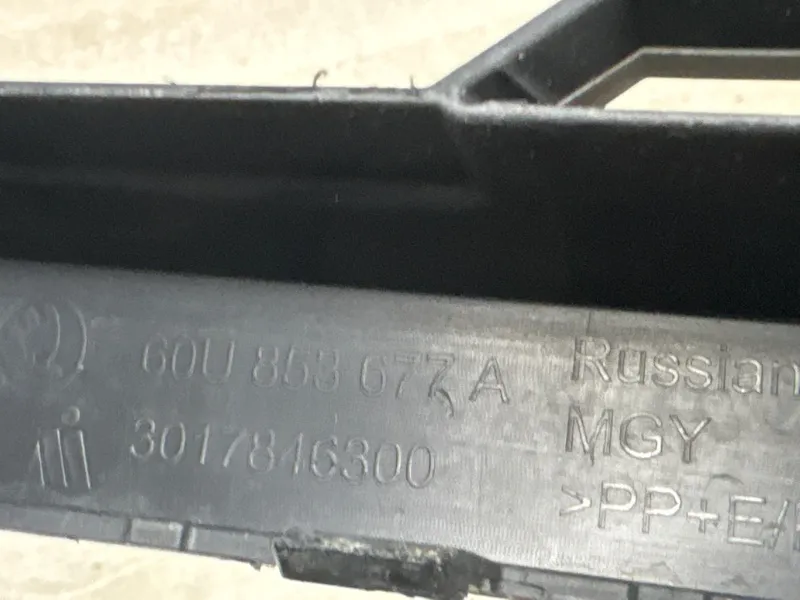 60U 853 677 A
3017846300
Russian
MGY
>PP+E/